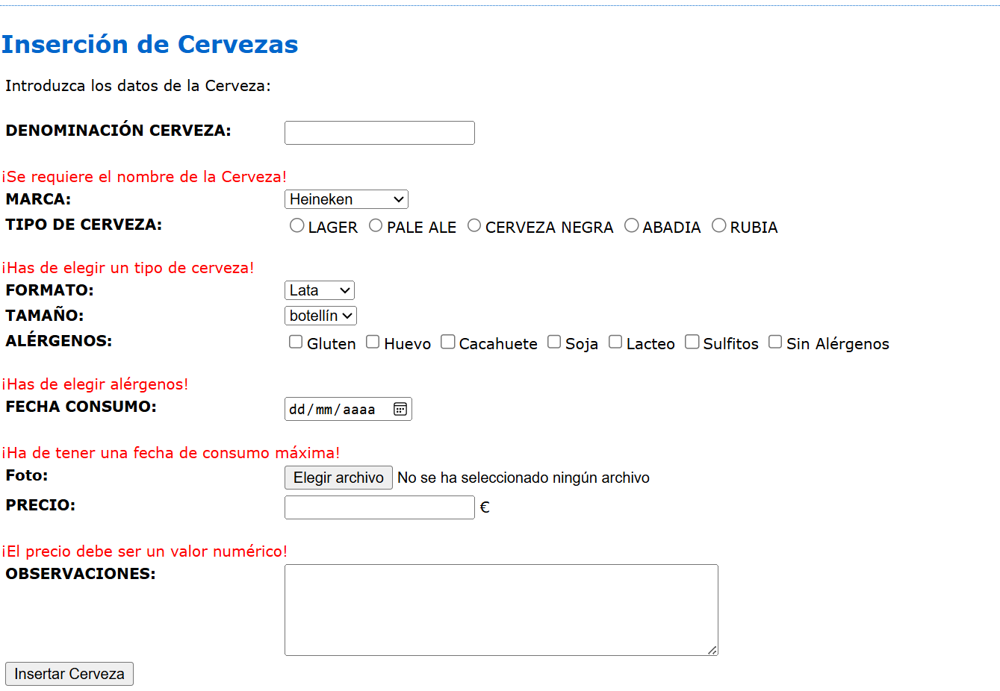 Inserción de Cervezas
Introduzca los datos de la Cerveza:
DENOMINACIÓN CERVEZA:
¡Se requiere el nombre de la Cerveza!
MARCA: Heineken
TIPO DE CERVEZA: LAGER PALE ALE CERVEZA NEGRA ABADIA RUBIA
¡Has de elegir un tipo de cerveza!
FORMATO: Lata
TAMAÑO: botellín
ALÉRGENOS: Gluten Huevo Cacahuete Soja Lacteo Sulfitos Sin Alérgenos
¡Has de elegir alérgenos!
FECHA CONSUMO: dd/mm/aaaa
¡Ha de tener una fecha de consumo máxima!
Foto: Elegir archivo No se ha seleccionado ningún archivo
PRECIO: €
¡El precio debe ser un valor numérico!
OBSERVACIONES:
Insertar Cerveza